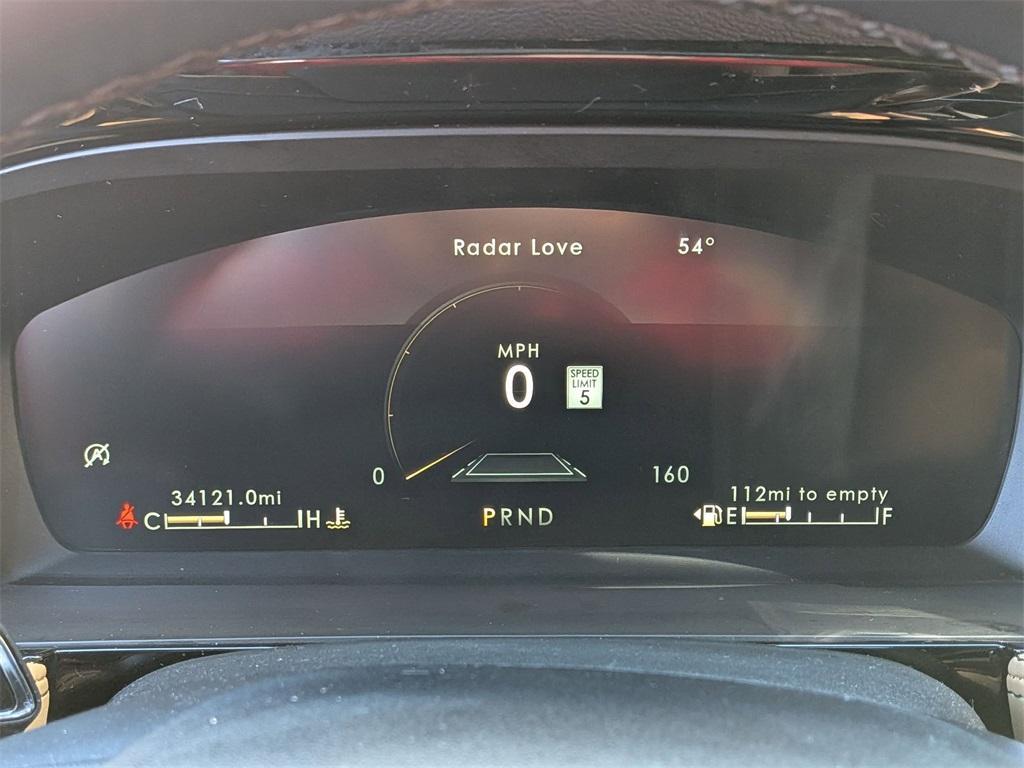 Radar Love 54°
MPH
0
SPEED
LIMIT
5
0 160
34121.0mi
112mi to empty
C H
PRND
E F